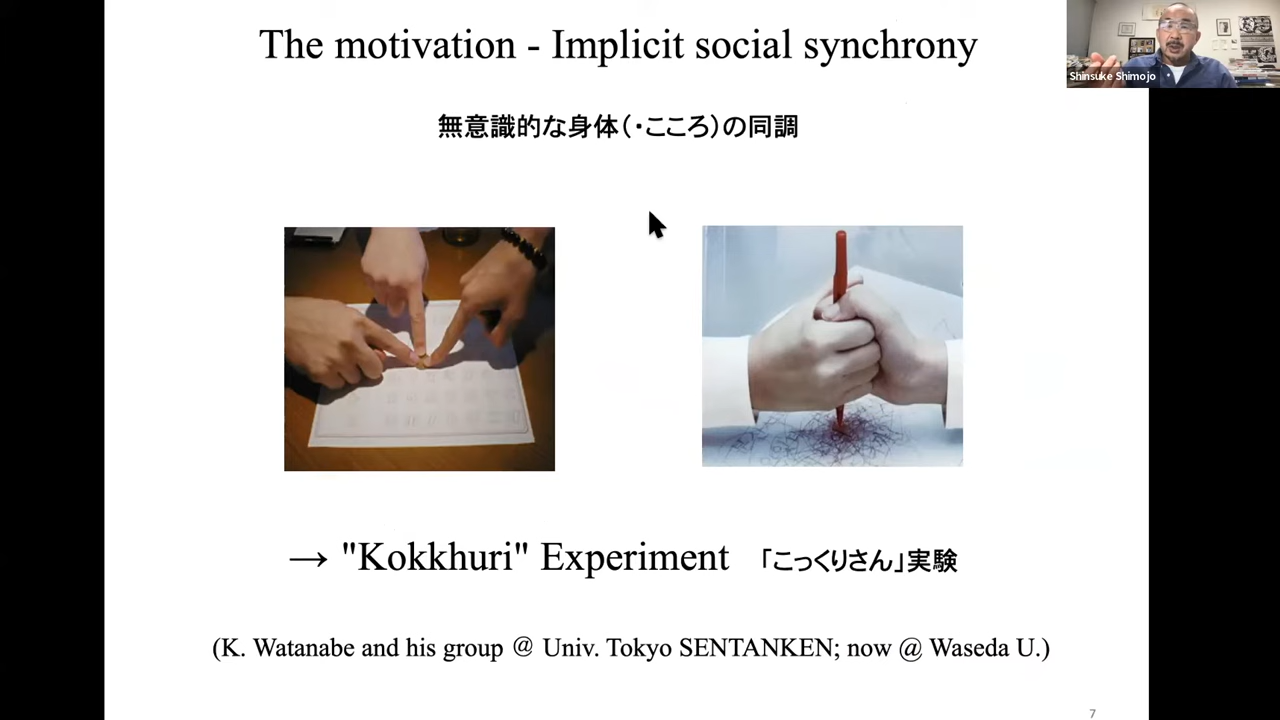 The motivation - Implicit social synchrony
Shinsuke Shimojo
無意識的な身体(・こころ)の同調
→ "Kokkhuri" Experiment 「こっくりさん」実験
(K. Watanabe and his group @ Univ. Tokyo SENTANKEN; now @ Waseda U.)
7